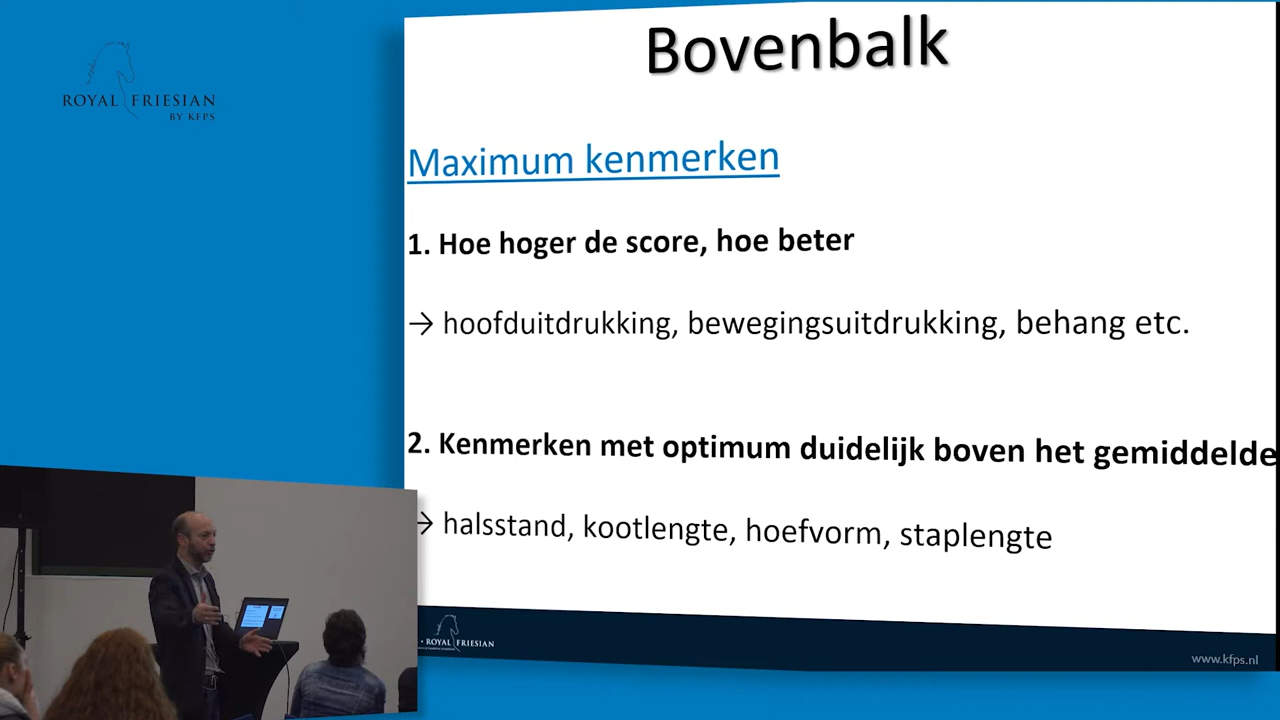 ROYAL FRIESIAN
BY KFPS
Bovenbalk
Maximum kenmerken
1. Hoe hoger de score, hoe beter
→ hoofduitdrukking, bewegingsuitdrukking, behang etc.
2. Kenmerken met optimum duidelijk boven het gemiddelde
→ halsstand, kootlengte, hoefvorm, staplengte
ROYAL FRIESIAN
www.kfps.nl